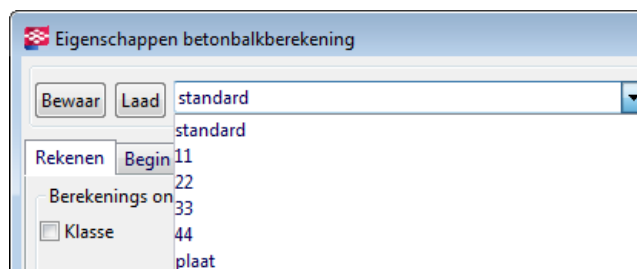 Eigenschappen betonbalkberekening
Bewaar Laad standard
standard
Rekenen Begin 11
22
Berekenings on 33
Klasse 44
plaat